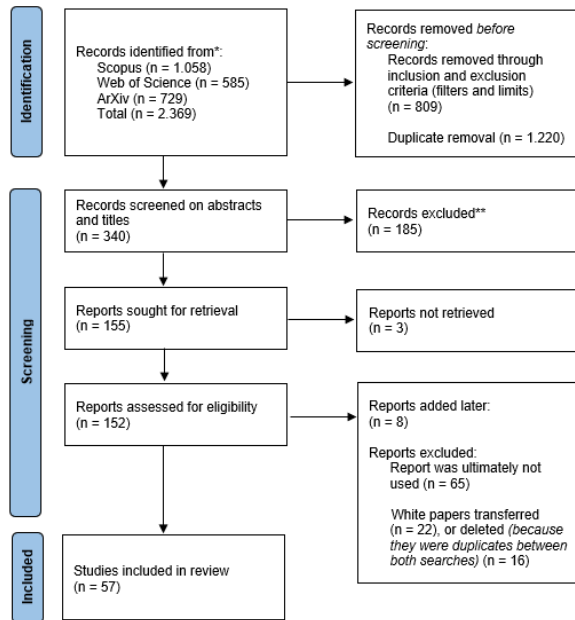 Identification
Records identified from*:
Scopus (n = 1.058)
Web of Science (n = 585)
ArXiv (n = 729)
Total (n = 2.369)
Records removed before
screening:
Records removed through
inclusion and exclusion
criteria (filters and limits)
(n = 809)
Duplicate removal (n = 1.220)
Screening
Records screened on abstracts
and titles
(n = 340)
Records excluded**
(n = 185)
Reports sought for retrieval
(n = 155)
Reports not retrieved
(n = 3)
Reports assessed for eligibility
(n = 152)
Reports added later:
(n = 8)
Reports excluded:
Report was ultimately not
used (n = 65)
White papers transferred
(n = 22), or deleted (because
they were duplicates between
both searches) (n = 16)
Included
Studies included in review
(n = 57)